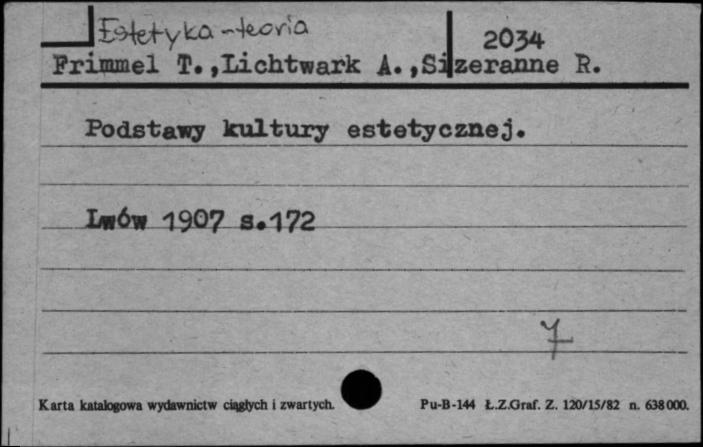 Estetyka - teoria
2034
Frimmel T.,Lichtwark A.,Sizeranne R.
Podstawy kultury estetycznej.
Lwów 1907 s.172
7
Karta katalogowa wydawnictw ciągłych i zwartych.
Pu-B-144 Ł.Z.Graf. Z. 120/15/82 n. 638000.